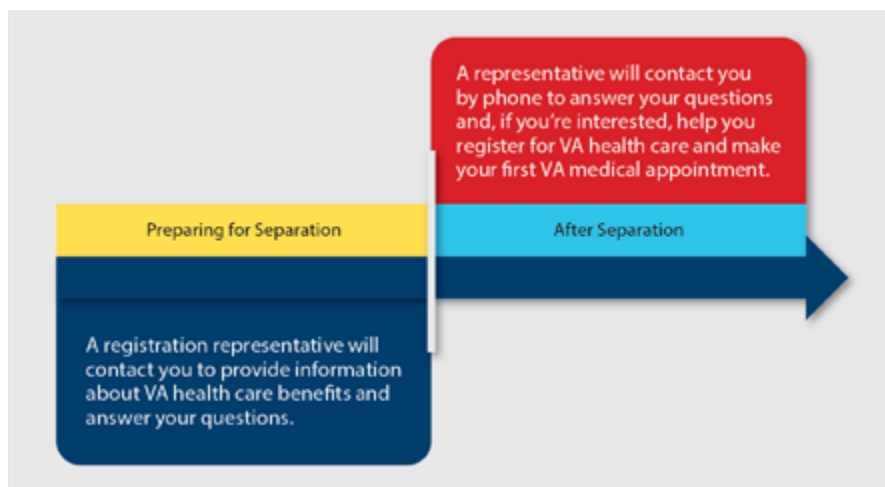 A representative will contact you
by phone to answer your questions
and, if you're interested, help you
register for VA health care and make
your first VA medical appointment.
Preparing for Separation
After Separation
A registration representative will
contact you to provide information
about VA health care benefits and
answer your questions.